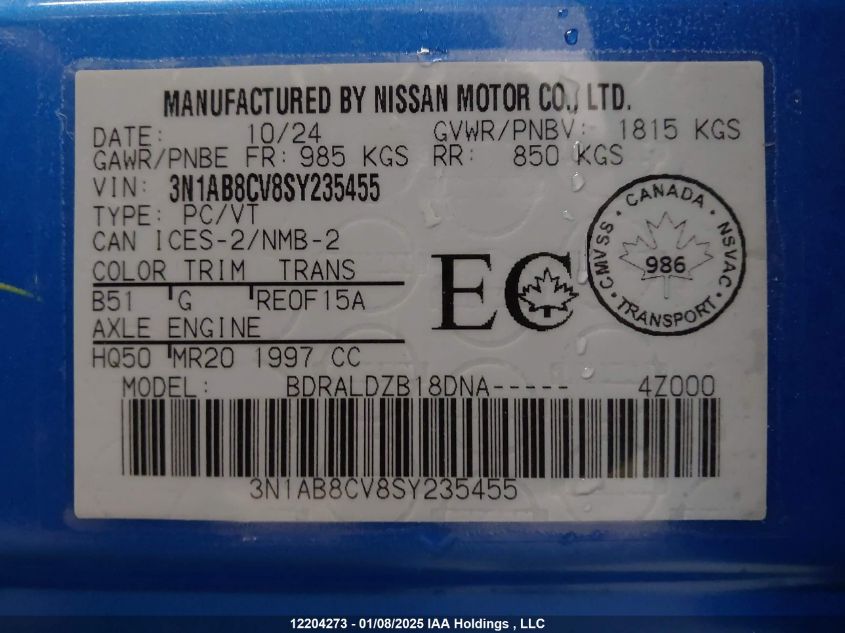 MANUFACTURED BY NISSAN MOTOR CO., LTD.
DATE: 10/24 GVWR/PNBV: 1815 KGS
GAWR/PNBE FR: 985 KGS RR: 850 KGS
VIN: 3N1AB8CV8SY235455
TYPE: PC/VT
CAN ICES-2/NMB-2
COLOR TRIM TRANS
B51 G RE0F15A
AXLE ENGINE
HQ50 MR20 1997 CC
EC
CANADA
CMVSS · NSVAC
986
TRANSPORT
MODEL: BDRALDZB18DNA----- 4Z000
3N1AB8CV8SY235455
12204273 - 01/08/2025 IAA Holdings , LLC